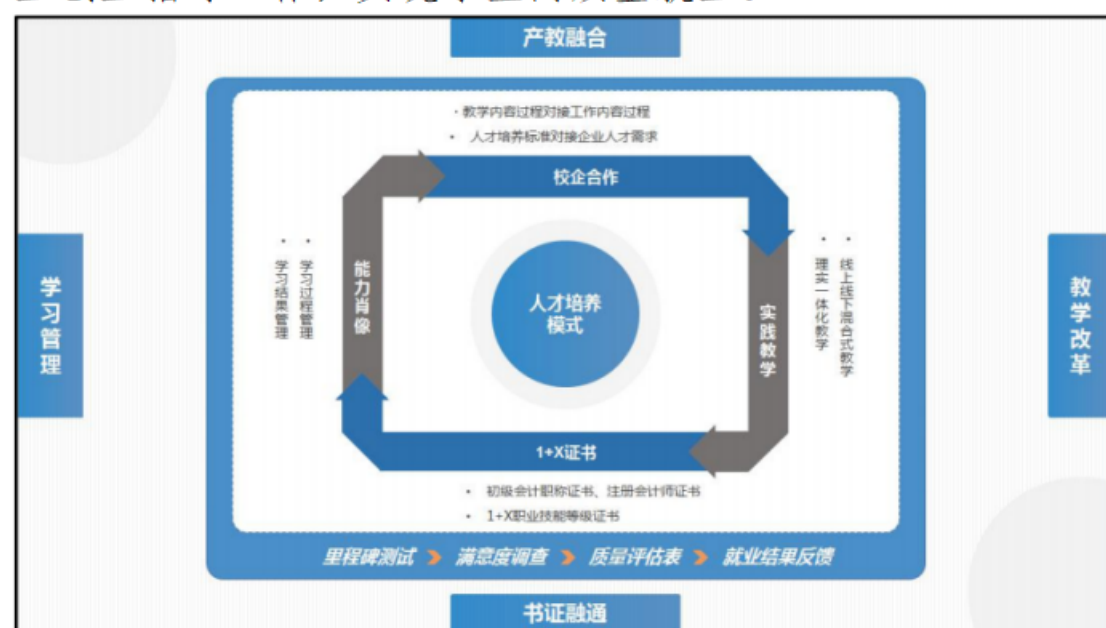 产教融合
·教学内容过程对接工作内容过程
• 人才培养标准对接企业人才需求
校企合作
学习管理
• 学习结果管理
• 学习过程管理
能力肖像
人才培养
模式
实践教学
• 理实一体化教学
• 线上线下混合式教学
教学改革
1+X证书
• 初级会计职称证书、注册会计师证书
• 1+X职业技能等级证书
里程碑测试 满意度调查 质量评估表 就业结果反馈
书证融通